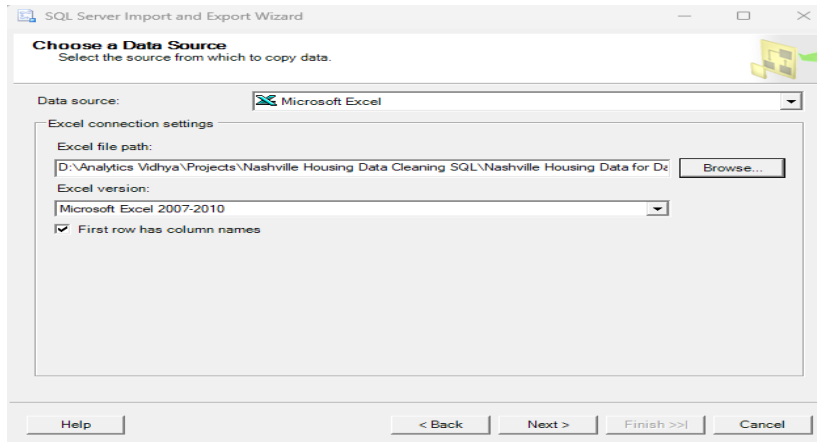 SQL Server Import and Export Wizard
Choose a Data Source
Select the source from which to copy data.
Data source:
Microsoft Excel
Excel connection settings
Excel file path:
D:\Analytics Vidhya\Projects\Nashville Housing Data Cleaning SQL\Nashville Housing Data for Da
Browse...
Excel version:
Microsoft Excel 2007-2010
First row has column names
Help
< Back
Next >
Finish >>|
Cancel